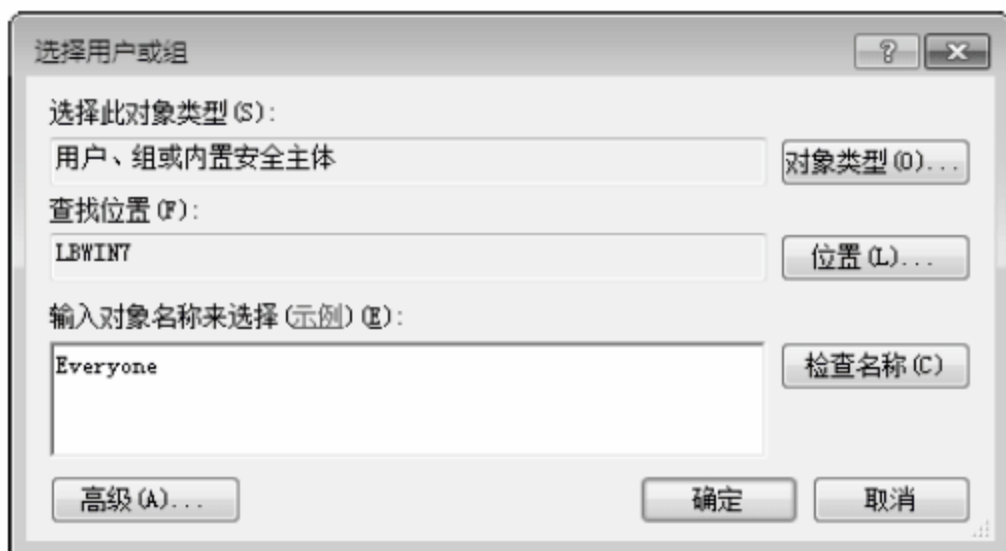 选择用户或组
选择此对象类型(S):
用户、组或内置安全主体
对象类型(O)...
查找位置(F):
LBWIN7
位置(L)...
输入对象名称来选择(示例)(E):
Everyone
检查名称(C)
高级(A)...
确定
取消